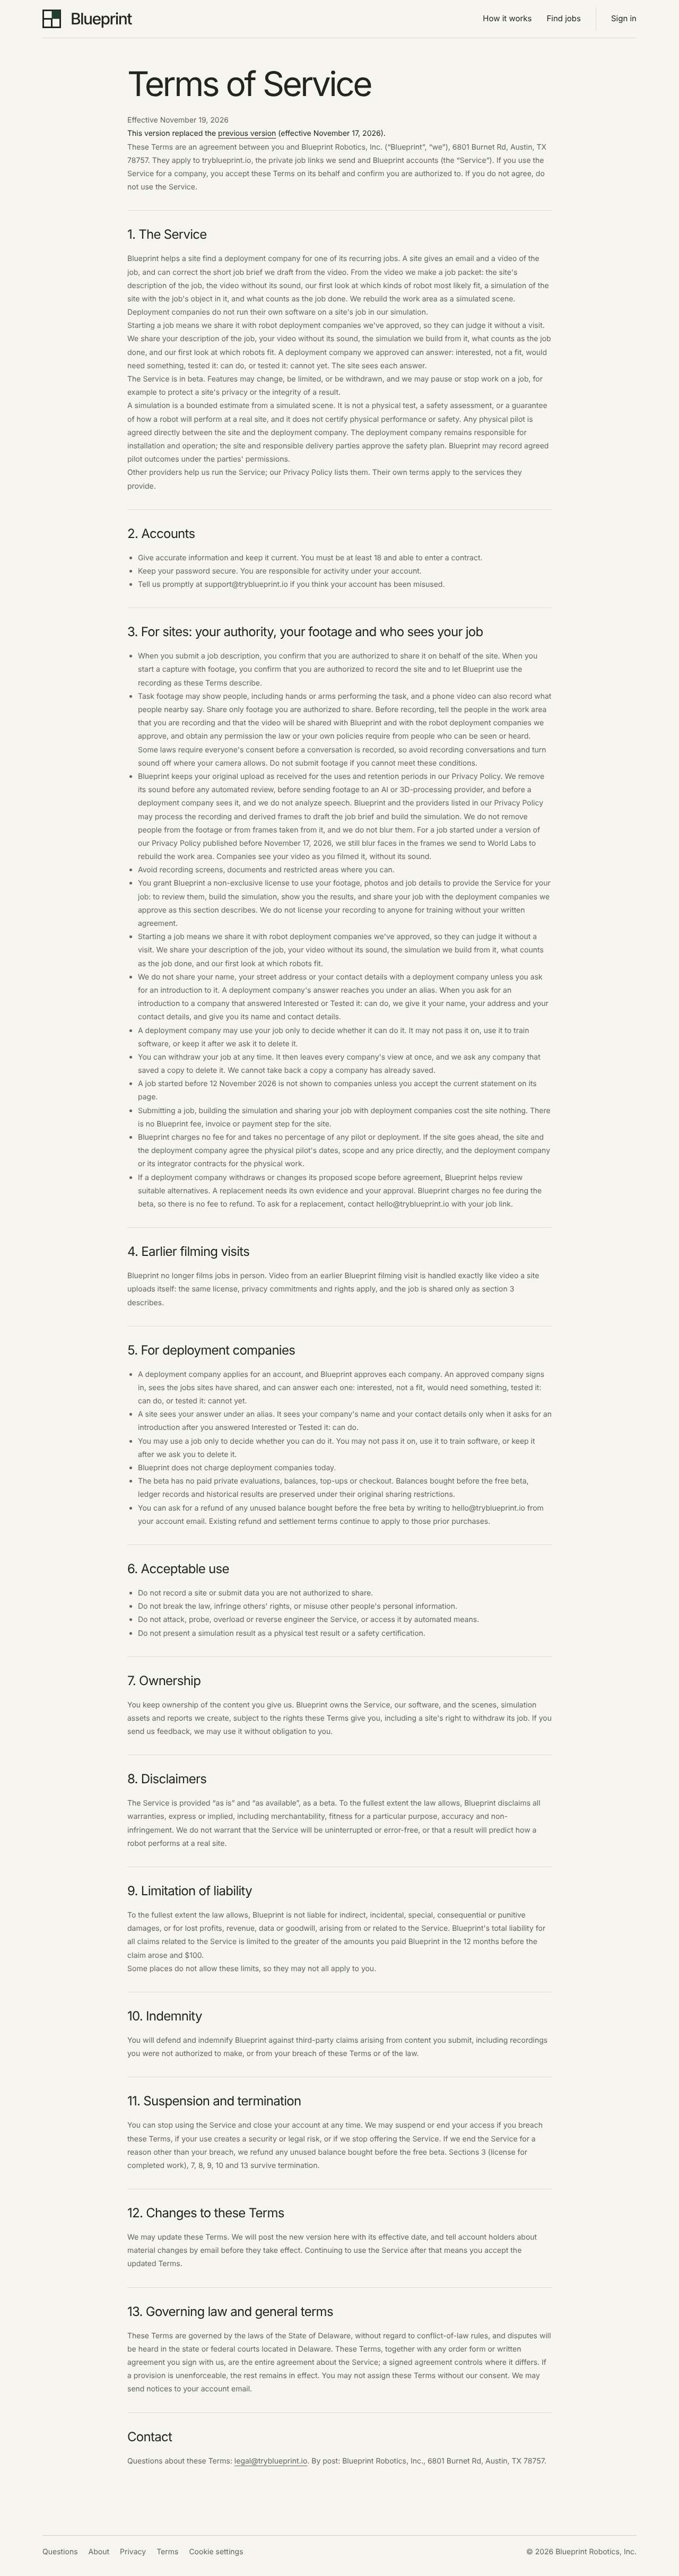 Blueprint
How it works
Find jobs
Sign in
Terms of Service
Effective November 19, 2026
This version replaced the previous version (effective November 17, 2026).
These Terms are an agreement between you and Blueprint Robotics, Inc. (“Blueprint”, “we”), 6801 Burnet Rd, Austin, TX
78757. They apply to tryblueprint.io, the private job links we send and Blueprint accounts (the “Service”). If you use the
Service for a company, you accept these Terms on its behalf and confirm you are authorized to. If you do not agree, do
not use the Service.
1. The Service
Blueprint helps a site find a deployment company for one of its recurring jobs. A site gives an email and a video of the
job, and can correct the short job brief we draft from the video. From the video we make a job packet: the site's
description of the job, the video without its sound, our first look at which kinds of robot most likely fit, a simulation of the
site with the job's object in it, and what counts as the job done. We rebuild the work area as a simulated scene.
Deployment companies do not run their own software on a site's job in our simulation.
Starting a job means we share it with robot deployment companies we've approved, so they can judge it without a visit.
We share your description of the job, your video without its sound, the simulation we build from it, what counts as the job
done, and our first look at which robots fit. A deployment company we approved can answer: interested, not a fit, would
need something, tested it: can do, or tested it: cannot yet. The site sees each answer.
The Service is in beta. Features may change, be limited, or be withdrawn, and we may pause or stop work on a job, for
example to protect a site's privacy or the integrity of a result.
A simulation is a bounded estimate from a simulated scene. It is not a physical test, a safety assessment, or a guarantee
of how a robot will perform at a real site, and it does not certify physical performance or safety. Any physical pilot is
agreed directly between the site and the deployment company. The deployment company remains responsible for
installation and operation; the site and responsible delivery parties approve the safety plan. Blueprint may record agreed
pilot outcomes under the parties' permissions.
Other providers help us run the Service; our Privacy Policy lists them. Their own terms apply to the services they
provide.
2. Accounts
• Give accurate information and keep it current. You must be at least 18 and able to enter a contract.
• Keep your password secure. You are responsible for activity under your account.
• Tell us promptly at support@tryblueprint.io if you think your account has been misused.
3. For sites: your authority, your footage and who sees your job
• When you submit a job description, you confirm that you are authorized to share it on behalf of the site. When you
start a capture with footage, you confirm that you are authorized to record the site and to let Blueprint use the
recording as these Terms describe.
• Task footage may show people, including hands or arms performing the task, and a phone video can also record what
people nearby say. Share only footage you are authorized to share. Before recording, tell the people in the work area
that you are recording and that the video will be shared with Blueprint and with the robot deployment companies we
approve, and obtain any permission the law or your own policies require from people who can be seen or heard.
Some laws require everyone's consent before a conversation is recorded, so avoid recording conversations and turn
sound off where your camera allows. Do not submit footage if you cannot meet these conditions.
• Blueprint keeps your original upload as received for the uses and retention periods in our Privacy Policy. We remove
its sound before any automated review, before sending footage to an AI or 3D-processing provider, and before a
deployment company sees it, and we do not analyze speech. Blueprint and the providers listed in our Privacy Policy
may process the recording and derived frames to draft the job brief and build the simulation. We do not remove
people from the footage or from frames taken from it, and we do not blur them. For a job started under a version of
our Privacy Policy published before November 17, 2026, we still blur faces in the frames we send to World Labs to
rebuild the work area. Companies see your video as you filmed it, without its sound.
• Avoid recording screens, documents and restricted areas where you can.
• You grant Blueprint a non-exclusive license to use your footage, photos and job details to provide the Service for your
job: to review them, build the simulation, show you the results, and share your job with the deployment companies we
approve as this section describes. We do not license your recording to anyone for training without your written
agreement.
• Starting a job means we share it with robot deployment companies we've approved, so they can judge it without a
visit. We share your description of the job, your video without its sound, the simulation we build from it, what counts
as the job done, and our first look at which robots fit.
• We do not share your name, your street address or your contact details with a deployment company unless you ask
for an introduction to it. A deployment company's answer reaches you under an alias. When you ask for an
introduction to a company that answered Interested or Tested it: can do, we give it your name, your address and your
contact details, and give you its name and contact details.
• A deployment company may use your job only to decide whether it can do it. It may not pass it on, use it to train
software, or keep it after we ask it to delete it.
• You can withdraw your job at any time. It then leaves every company's view at once, and we ask any company that
saved a copy to delete it. We cannot take back a copy a company has already saved.
• A job started before 12 November 2026 is not shown to companies unless you accept the current statement on its
page.
• Submitting a job, building the simulation and sharing your job with deployment companies cost the site nothing. There
is no Blueprint fee, invoice or payment step for the site.
• Blueprint charges no fee for and takes no percentage of any pilot or deployment. If the site goes ahead, the site and
the deployment company agree the physical pilot's dates, scope and any price directly, and the deployment company
or its integrator contracts for the physical work.
• If a deployment company withdraws or changes its proposed scope before agreement, Blueprint helps review
suitable alternatives. A replacement needs its own evidence and your approval. Blueprint charges no fee during the
beta, so there is no fee to refund. To ask for a replacement, contact hello@tryblueprint.io with your job link.
4. Earlier filming visits
Blueprint no longer films jobs in person. Video from an earlier Blueprint filming visit is handled exactly like video a site
uploads itself: the same license, privacy commitments and rights apply, and the job is shared only as section 3
describes.
5. For deployment companies
• A deployment company applies for an account, and Blueprint approves each company. An approved company signs
in, sees the jobs sites have shared, and can answer each one: interested, not a fit, would need something, tested it:
can do, or tested it: cannot yet.
• A site sees your answer under an alias. It sees your company's name and your contact details only when it asks for an
introduction after you answered Interested or Tested it: can do.
• You may use a job only to decide whether you can do it. You may not pass it on, use it to train software, or keep it
after we ask you to delete it.
• Blueprint does not charge deployment companies today.
• The beta has no paid private evaluations, balances, top-ups or checkout. Balances bought before the free beta,
ledger records and historical results are preserved under their original sharing restrictions.
• You can ask for a refund of any unused balance bought before the free beta by writing to hello@tryblueprint.io from
your account email. Existing refund and settlement terms continue to apply to those prior purchases.
6. Acceptable use
• Do not record a site or submit data you are not authorized to share.
• Do not break the law, infringe others' rights, or misuse other people's personal information.
• Do not attack, probe, overload or reverse engineer the Service, or access it by automated means.
• Do not present a simulation result as a physical test result or a safety certification.
7. Ownership
You keep ownership of the content you give us. Blueprint owns the Service, our software, and the scenes, simulation
assets and reports we create, subject to the rights these Terms give you, including a site's right to withdraw its job. If you
send us feedback, we may use it without obligation to you.
8. Disclaimers
The Service is provided “as is” and “as available”, as a beta. To the fullest extent the law allows, Blueprint disclaims all
warranties, express or implied, including merchantability, fitness for a particular purpose, accuracy and non-
infringement. We do not warrant that the Service will be uninterrupted or error-free, or that a result will predict how a
robot performs at a real site.
9. Limitation of liability
To the fullest extent the law allows, Blueprint is not liable for indirect, incidental, special, consequential or punitive
damages, or for lost profits, revenue, data or goodwill, arising from or related to the Service. Blueprint's total liability for
all claims related to the Service is limited to the greater of the amounts you paid Blueprint in the 12 months before the
claim arose and $100.
Some places do not allow these limits, so they may not all apply to you.
10. Indemnity
You will defend and indemnify Blueprint against third-party claims arising from content you submit, including recordings
you were not authorized to make, or from your breach of these Terms or of the law.
11. Suspension and termination
You can stop using the Service and close your account at any time. We may suspend or end your access if you breach
these Terms, if your use creates a security or legal risk, or if we stop offering the Service. If we end the Service for a
reason other than your breach, we refund any unused balance bought before the free beta. Sections 3 (license for
completed work), 7, 8, 9, 10 and 13 survive termination.
12. Changes to these Terms
We may update these Terms. We will post the new version here with its effective date, and tell account holders about
material changes by email before they take effect. Continuing to use the Service after that means you accept the
updated Terms.
13. Governing law and general terms
These Terms are governed by the laws of the State of Delaware, without regard to conflict-of-law rules, and disputes will
be heard in the state or federal courts located in Delaware. These Terms, together with any order form or written
agreement you sign with us, are the entire agreement about the Service; a signed agreement controls where it differs. If
a provision is unenforceable, the rest remains in effect. You may not assign these Terms without our consent. We may
send notices to your account email.
Contact
Questions about these Terms: legal@tryblueprint.io. By post: Blueprint Robotics, Inc., 6801 Burnet Rd, Austin, TX 78757.
Questions
About
Privacy
Terms
Cookie settings
© 2026 Blueprint Robotics, Inc.